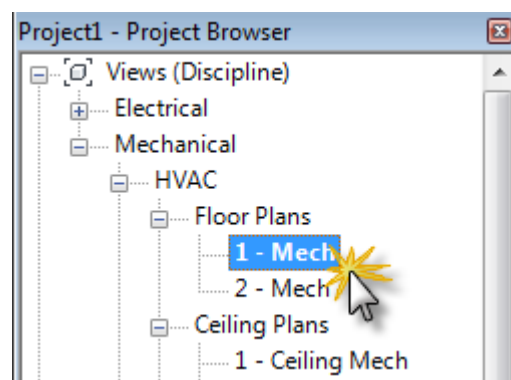 Project1 - Project Browser
Views (Discipline)
Electrical
Mechanical
HVAC
Floor Plans
1 - Mech
2 - Mech
Ceiling Plans
1 - Ceiling Mech